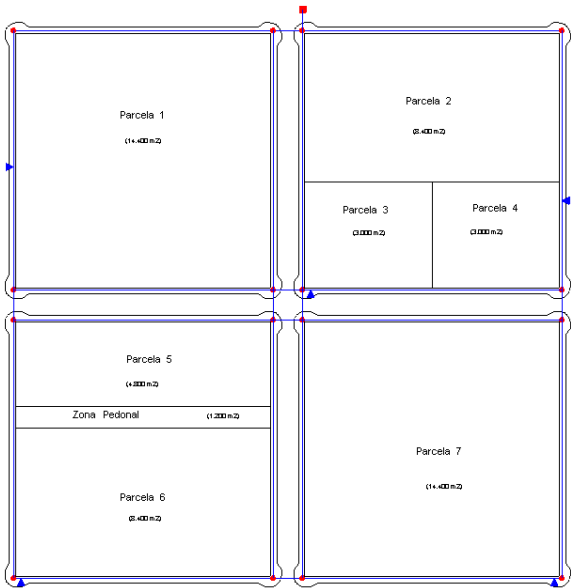 Parcela 1
(14.400 m2)
Parcela 2
(8.400 m2)
Parcela 3
(3.000 m2)
Parcela 4
(3.000 m2)
Parcela 5
(4.800 m2)
Zona Pedonal (1.200 m2)
Parcela 6
(8.400 m2)
Parcela 7
(14.400 m2)